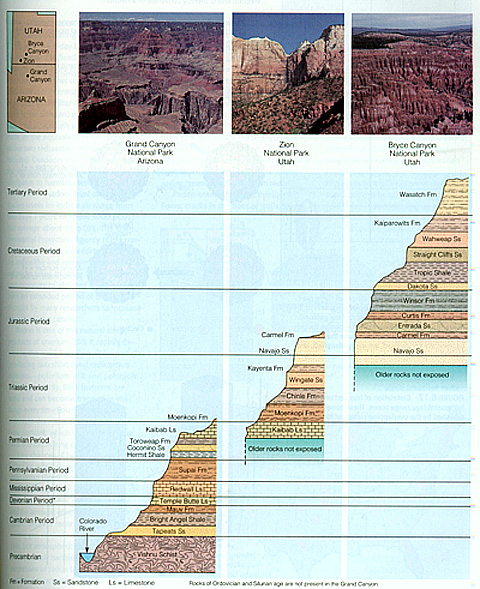 UTAH
Bryce
Canyon
Zion
Grand
Canyon
ARIZONA
Grand Canyon
National Park
Arizona
Zion
National Park
Utah
Bryce Canyon
National Park
Utah
Tertiary Period
Cretaceous Period
Jurassic Period
Triassic Period
Permian Period
Pennsylvanian Period
Mississippian Period
Devonian Period*
Cambrian Period
Precambrian
Moenkopi Fm
Kaibab Ls
Toroweap Fm
Coconino Ss
Hermit Shale
Supai Fm
Redwall Ls
Temple Butte Ls
Muav Fm
Bright Angel Shale
Tapeats Ss
Vishnu Schist
Colorado
River
Carmel Fm
Navajo Ss
Kayenta Fm
Wingate Ss
Chinle Fm
Moenkopi Fm
Kaibab Ls
Older rocks not exposed
Wasatch Fm
Kaiparowits Fm
Wahweap Ss
Straight Cliffs Ss
Tropic Shale
Dakota Ss
Winsor Fm
Curtis Fm
Entrada Ss
Carmel Fm
Navajo Ss
Older rocks not exposed
Fm = Formation Ss = Sandstone Ls = Limestone
Rocks of Ordovician and Silurian age are not present in the Grand Canyon